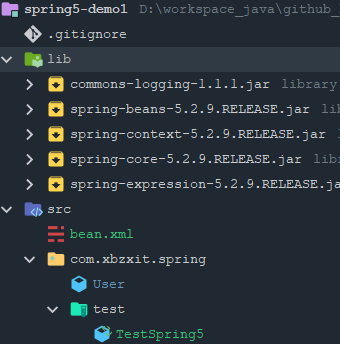 spring5-demo1 D:\workspace_java\github_
.gitignore
lib
commons-logging-1.1.1.jar library
spring-beans-5.2.9.RELEASE.jar lib
spring-context-5.2.9.RELEASE.jar
spring-core-5.2.9.RELEASE.jar libr
spring-expression-5.2.9.RELEASE.jar
src
bean.xml
com.xbzxit.spring
User
test
TestSpring5